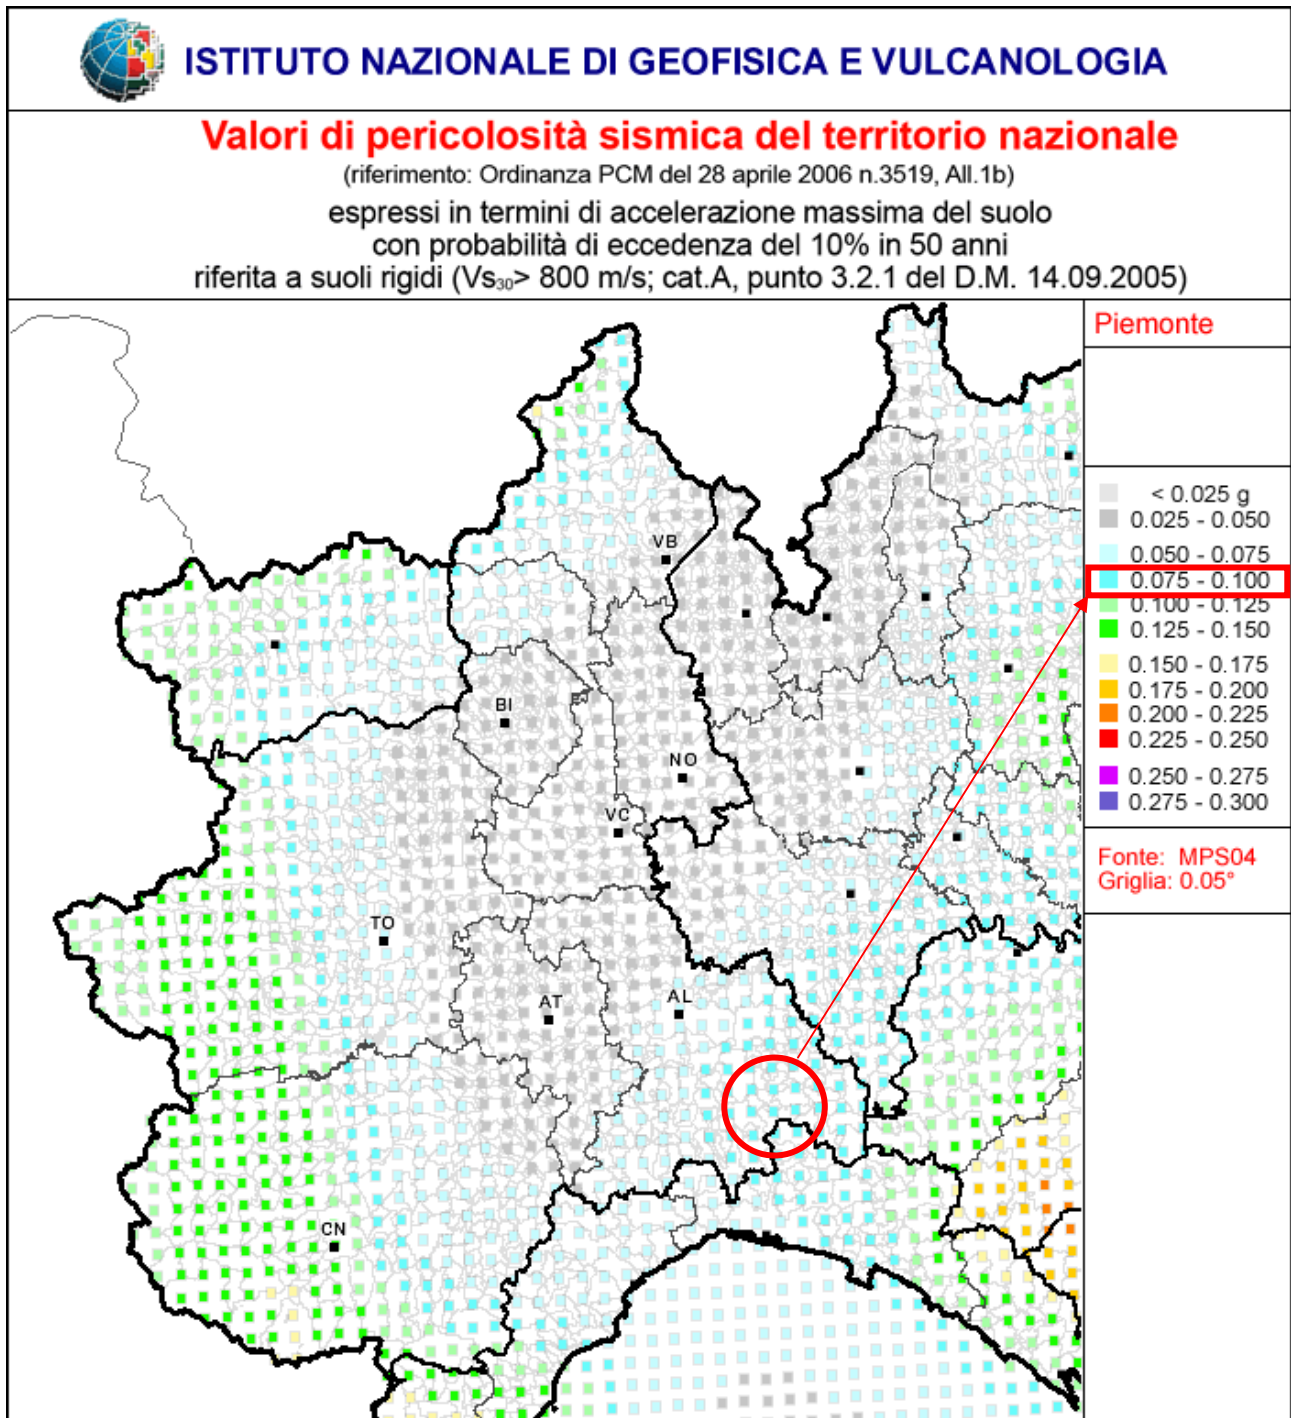 ISTITUTO NAZIONALE DI GEOFISICA E VULCANOLOGIA
Valori di pericolosità sismica del territorio nazionale
(riferimento: Ordinanza PCM del 28 aprile 2006 n.3519, All.1b)
espressi in termini di accelerazione massima del suolo
con probabilità di eccedenza del 10% in 50 anni
riferita a suoli rigidi (Vs₃₀> 800 m/s; cat.A, punto 3.2.1 del D.M. 14.09.2005)
Piemonte
< 0.025 g
0.025 - 0.050
0.050 - 0.075
0.075 - 0.100
0.100 - 0.125
0.125 - 0.150
0.150 - 0.175
0.175 - 0.200
0.200 - 0.225
0.225 - 0.250
0.250 - 0.275
0.275 - 0.300
Fonte: MPS04
Griglia: 0.05°
VB
BI
NO
VC
TO
AT
AL
CN